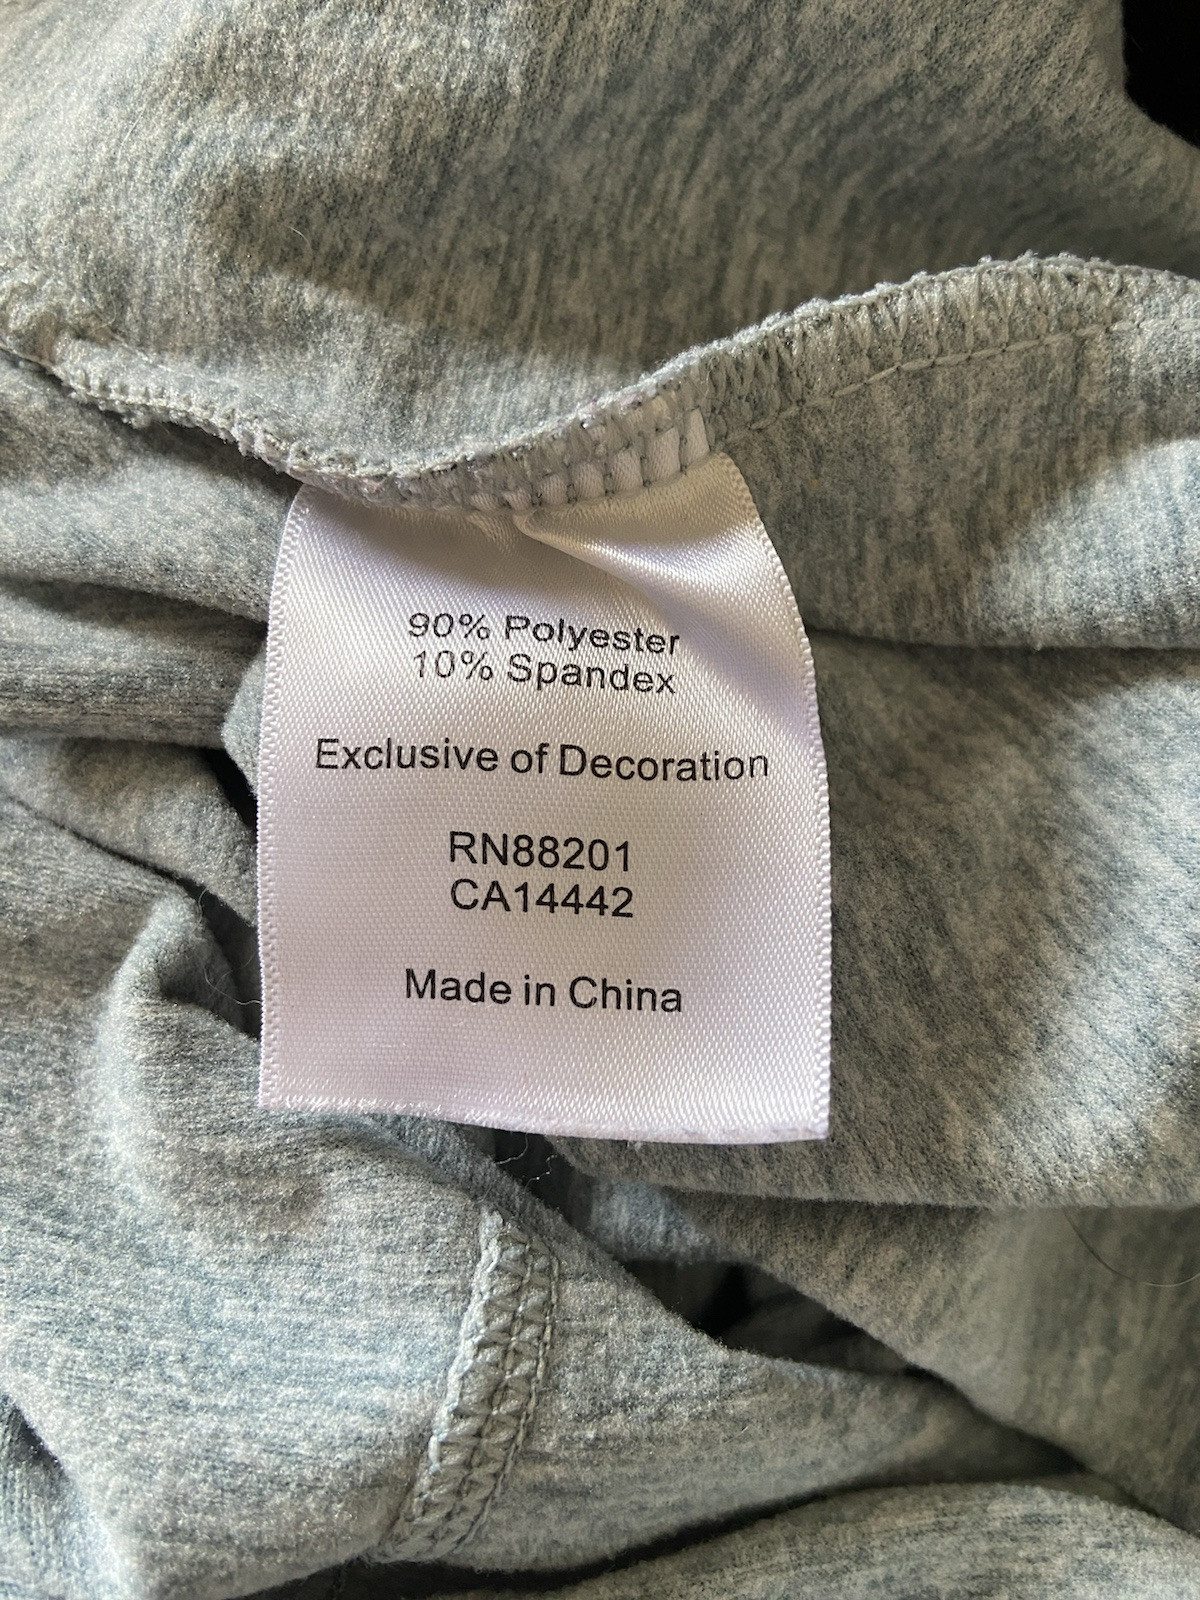 90% Polyester
10% Spandex
Exclusive of Decoration
RN88201
CA14442
Made in China